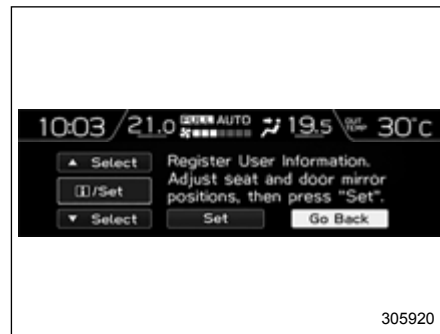 10:03 21.0 FULL AUTO 19.5 OUT TEMP 30°C
▲ Select
i/Set
▼ Select
Register User Information.
Adjust seat and door mirror
positions, then press "Set".
Set Go Back
305920